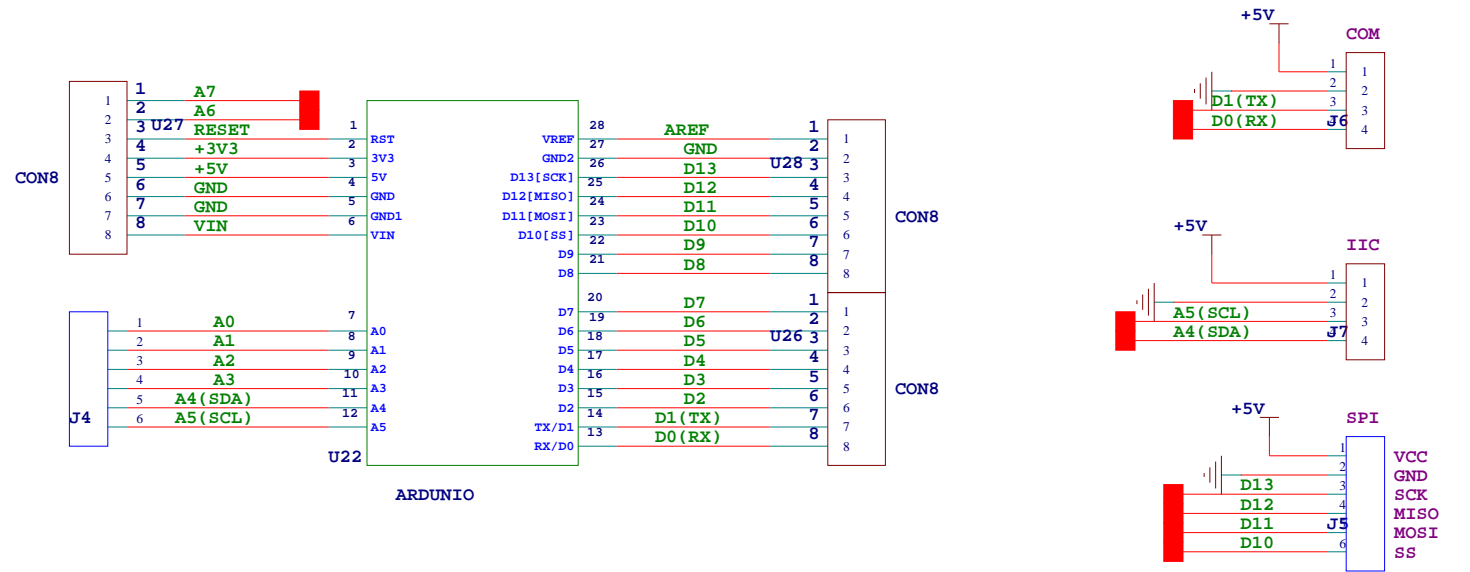 +5V
COM
1 1
2 2
D1(TX) 3 3
D0(RX) J6 4
CON8
1 1 A7
2 2 A6
U27
3 3 RESET 1 RST
4 4 +3V3 2 3V3
5 5 +5V 3 5V
6 6 GND 4 GND
7 7 GND 5 GND1
8 8 VIN 6 VIN
VREF 28 AREF 1 1
GND2 27 GND 2 2
U28
D13[SCK] 26 D13 3 3
D12[MISO] 25 D12 4 4
D11[MOSI] 24 D11 5 5
D10[SS] 23 D10 6 6
D9 22 D9 7 7
D8 21 D8 8 8
CON8
J4
1 A0 7 A0
2 A1 8 A1
3 A2 9 A2
4 A3 10 A3
5 A4(SDA) 11 A4
6 A5(SCL) 12 A5
D7 20 D7 1 1
D6 19 D6 2 2
U26
D5 18 D5 3 3
D4 17 D4 4 4
D3 16 D3 5 5
D2 15 D2 6 6
TX/D1 14 D1(TX) 7 7
RX/D0 13 D0(RX) 8 8
CON8
U22
ARDUNIO
+5V
IIC
1 1
2 2
A5(SCL) 3 3
A4(SDA) J7 4
+5V
SPI
1 VCC
2 GND
D13 3 SCK
D12 4 MISO
D11 J5 MOSI
D10 6 SS